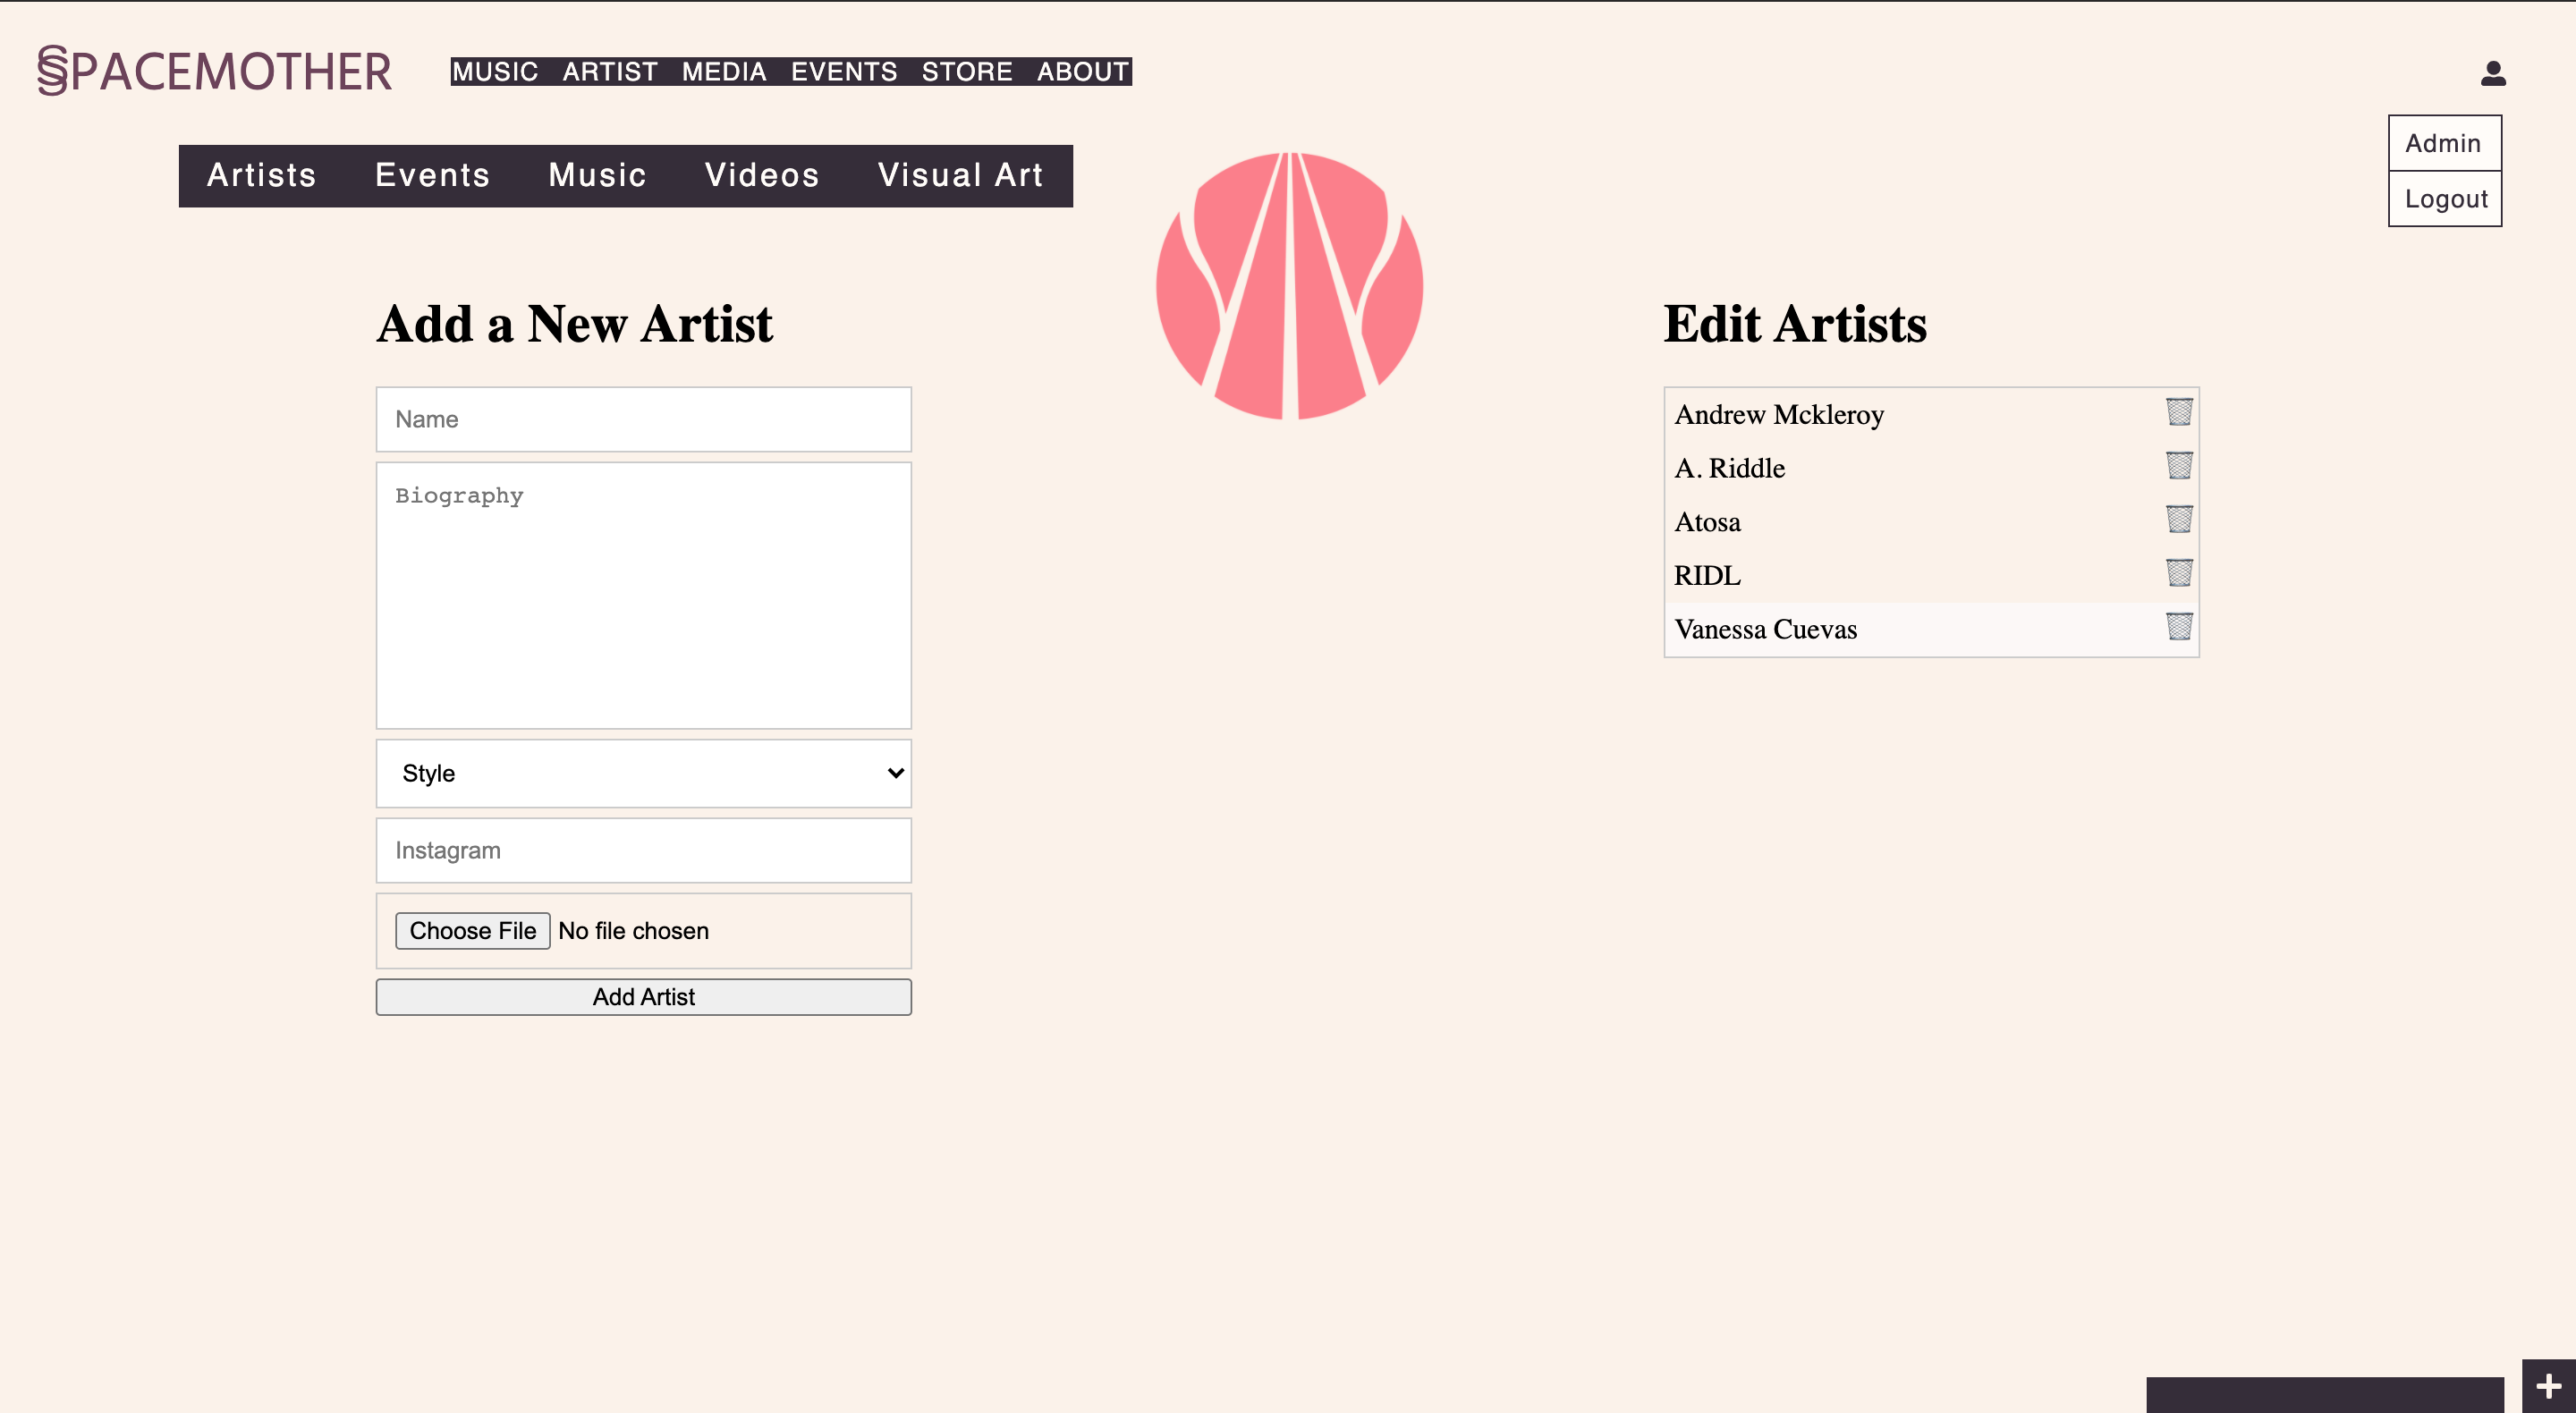 SPACEMOTHER
MUSIC ARTIST MEDIA EVENTS STORE ABOUT
Admin
Logout
Artists Events Music Videos Visual Art
Add a New Artist
Name
Biography
Style
Instagram
Choose File No file chosen
Add Artist
Edit Artists
Andrew Mckleroy
A. Riddle
Atosa
RIDL
Vanessa Cuevas